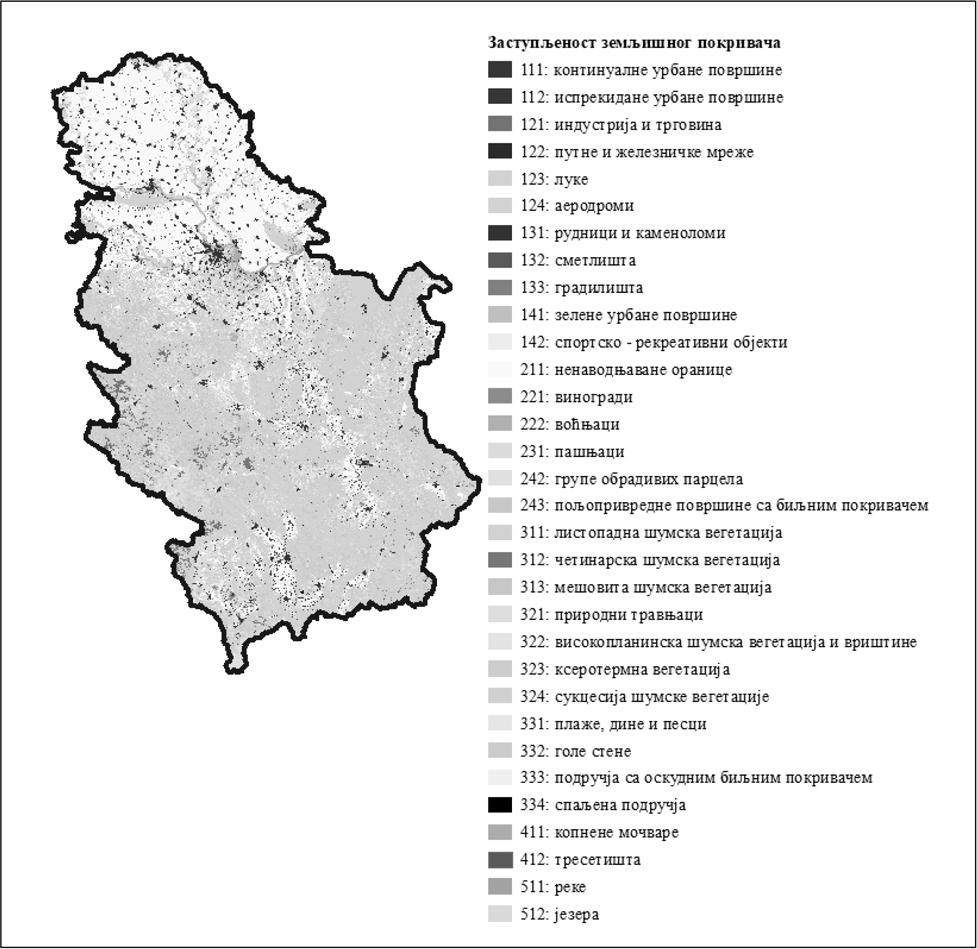 Заступљеност земљишног покривача
111: континуалне урбане површине
112: испрекидане урбане површине
121: индустрија и трговина
122: путне и железничке мреже
123: луке
124: аеродроми
131: рудници и каменоломи
132: сметлишта
133: градилишта
141: зелене урбане површине
142: спортско - рекреативни објекти
211: ненаводњаване оранице
221: виногради
222: воћњаци
231: пашњаци
242: групе обрадивих парцела
243: пољопривредне површине са биљним покривачем
311: листопадна шумска вегетација
312: четинарска шумска вегетација
313: мешовита шумска вегетација
321: природни травњаци
322: високопланинска шумска вегетација и вриштине
323: ксеротермна вегетација
324: сукцесија шумске вегетације
331: плаже, дине и песци
332: голе стене
333: подручја са оскудним биљним покривачем
334: спаљена подручја
411: копнене мочваре
412: тресетишта
511: реке
512: језера